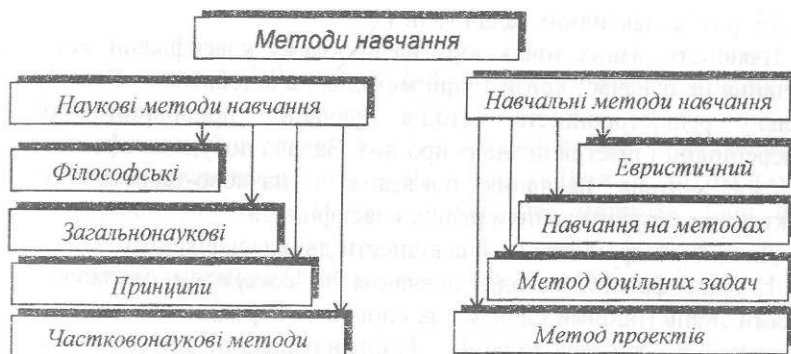 Методи навчання
Наукові методи навчання
Навчальні методи навчання
Філософські
Евристичний
Загальнонаукові
Навчання на методах
Принципи
Метод доцільних задач
Частковонаукові методи
Метод проектів